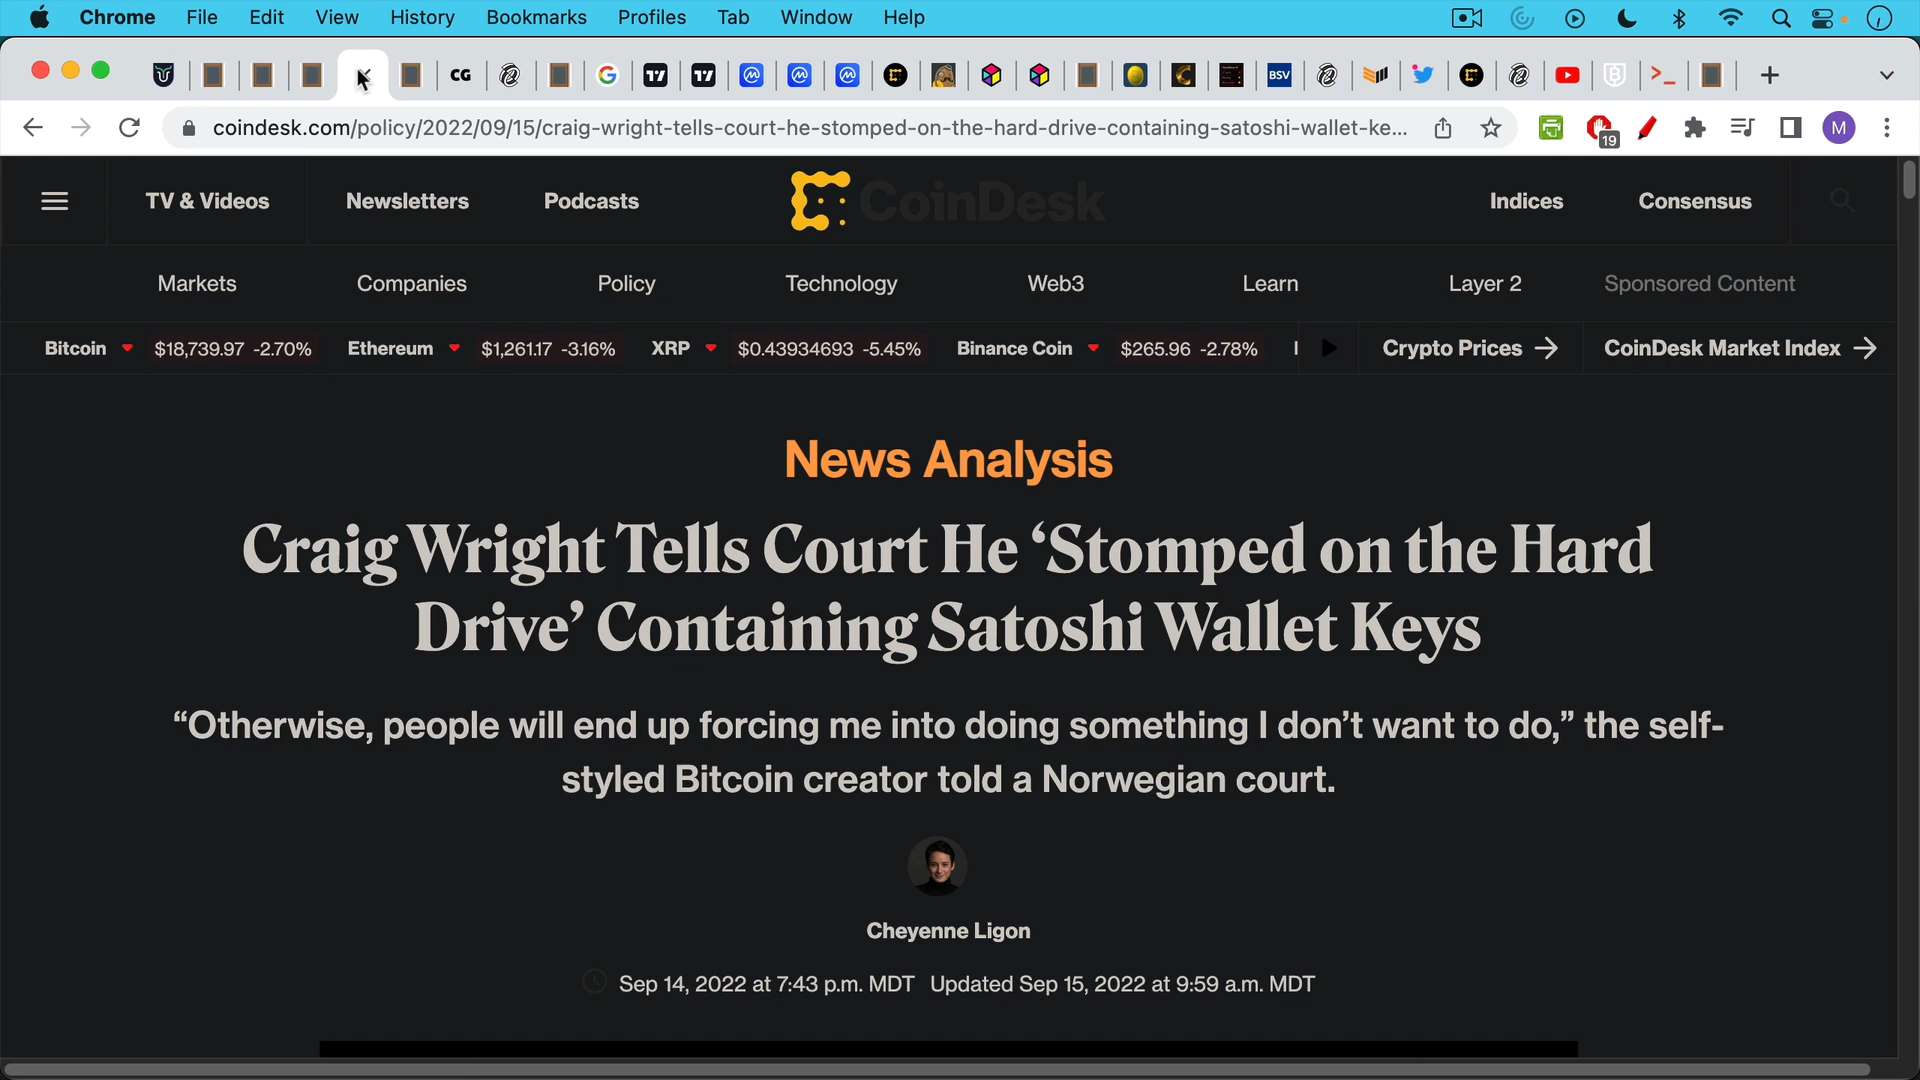 Chrome File Edit View History Bookmarks Profiles Tab Window Help
CG BSV
coindesk.com/policy/2022/09/15/craig-wright-tells-court-he-stomped-on-the-hard-drive-containing-satoshi-wallet-ke... 19 M
TV & Videos Newsletters Podcasts CoinDesk Indices Consensus
Markets Companies Policy Technology Web3 Learn Layer 2 Sponsored Content
Bitcoin $18,739.97 -2.70% Ethereum $1,261.17 -3.16% XRP $0.43934693 -5.45% Binance Coin $265.96 -2.78% Crypto Prices → CoinDesk Market Index →
News Analysis
Craig Wright Tells Court He ‘Stomped on the Hard
Drive’ Containing Satoshi Wallet Keys
“Otherwise, people will end up forcing me into doing something I don’t want to do,” the self-
styled Bitcoin creator told a Norwegian court.
Cheyenne Ligon
Sep 14, 2022 at 7:43 p.m. MDT Updated Sep 15, 2022 at 9:59 a.m. MDT